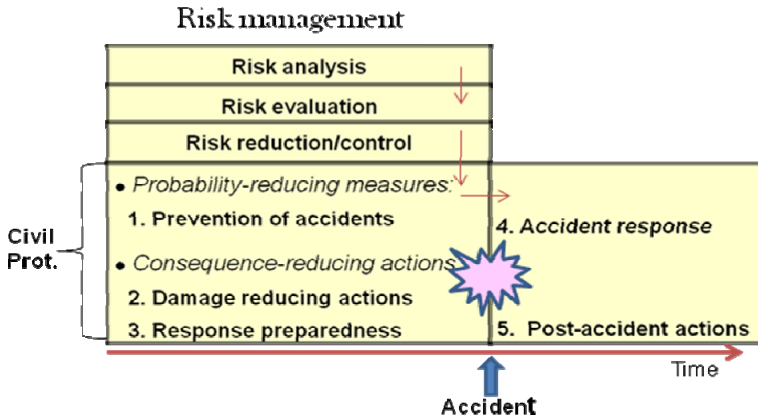 Risk management
Risk analysis
Risk evaluation
Risk reduction/control
• Probability-reducing measures:
1. Prevention of accidents
4. Accident response
Civil
Prot.
• Consequence-reducing actions
2. Damage reducing actions
3. Response preparedness
5. Post-accident actions
Time
Accident